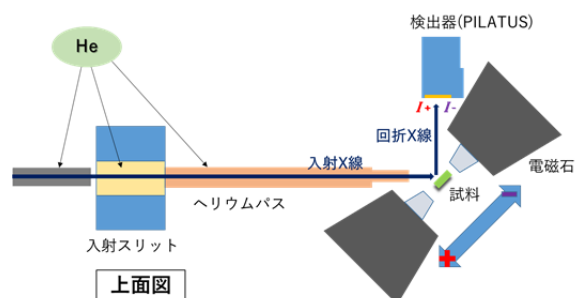 検出器(PILATUS)
He
I+ I-
回折X線
入射X線
電磁石
試料
ヘリウムパス
入射スリット
上面図